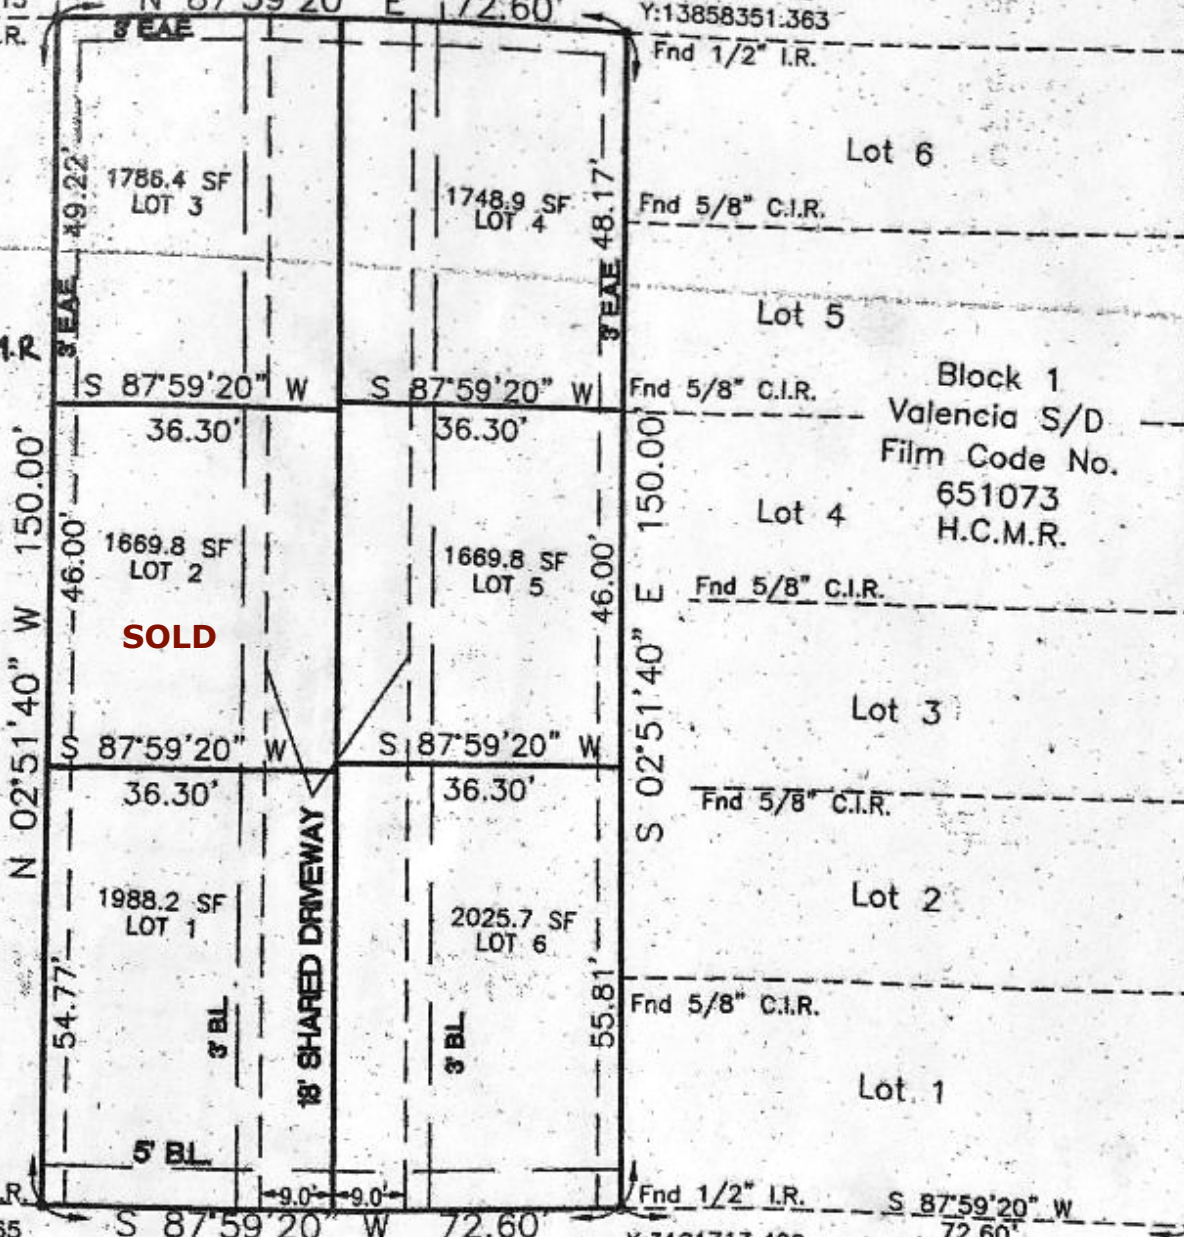 N 87°59'20" E 72.60'
Y:13858351.363
.R.
3' E.A.E.
Fnd 1/2" I.R.
Lot 6
49.22'
1786.4 SF
LOT 3
1748.9 SF
LOT 4
48.17'
Fnd 5/8" C.I.R.
3' E.A.E.
3' E.A.E.
Lot 5
S 87°59'20" W
S 87°59'20" W
Fnd 5/8" C.I.R.
Block 1
Valencia S/D
Film Code No.
651073
H.C.M.R.
36.30'
36.30'
N 02°51'40" W 150.00'
46.00'
1669.8 SF
LOT 2
SOLD
1669.8 SF
LOT 5
46.00'
S 02°51'40" E 150.00'
Lot 4
Fnd 5/8" C.I.R.
Lot 3
S 87°59'20" W
S 87°59'20" W
36.30'
36.30'
Fnd 5/8" C.I.R.
54.77'
1988.2 SF
LOT 1
18' SHARED DRIVEWAY
2025.7 SF
LOT 6
55.81'
Lot 2
Fnd 5/8" C.I.R.
3' B.L.
3' B.L.
Lot 1
5' B.L.
.R.
9.0'
9.0'
Fnd 1/2" I.R.
S 87°59'20" W
72.60'
S 87°59'20" W 72.60'